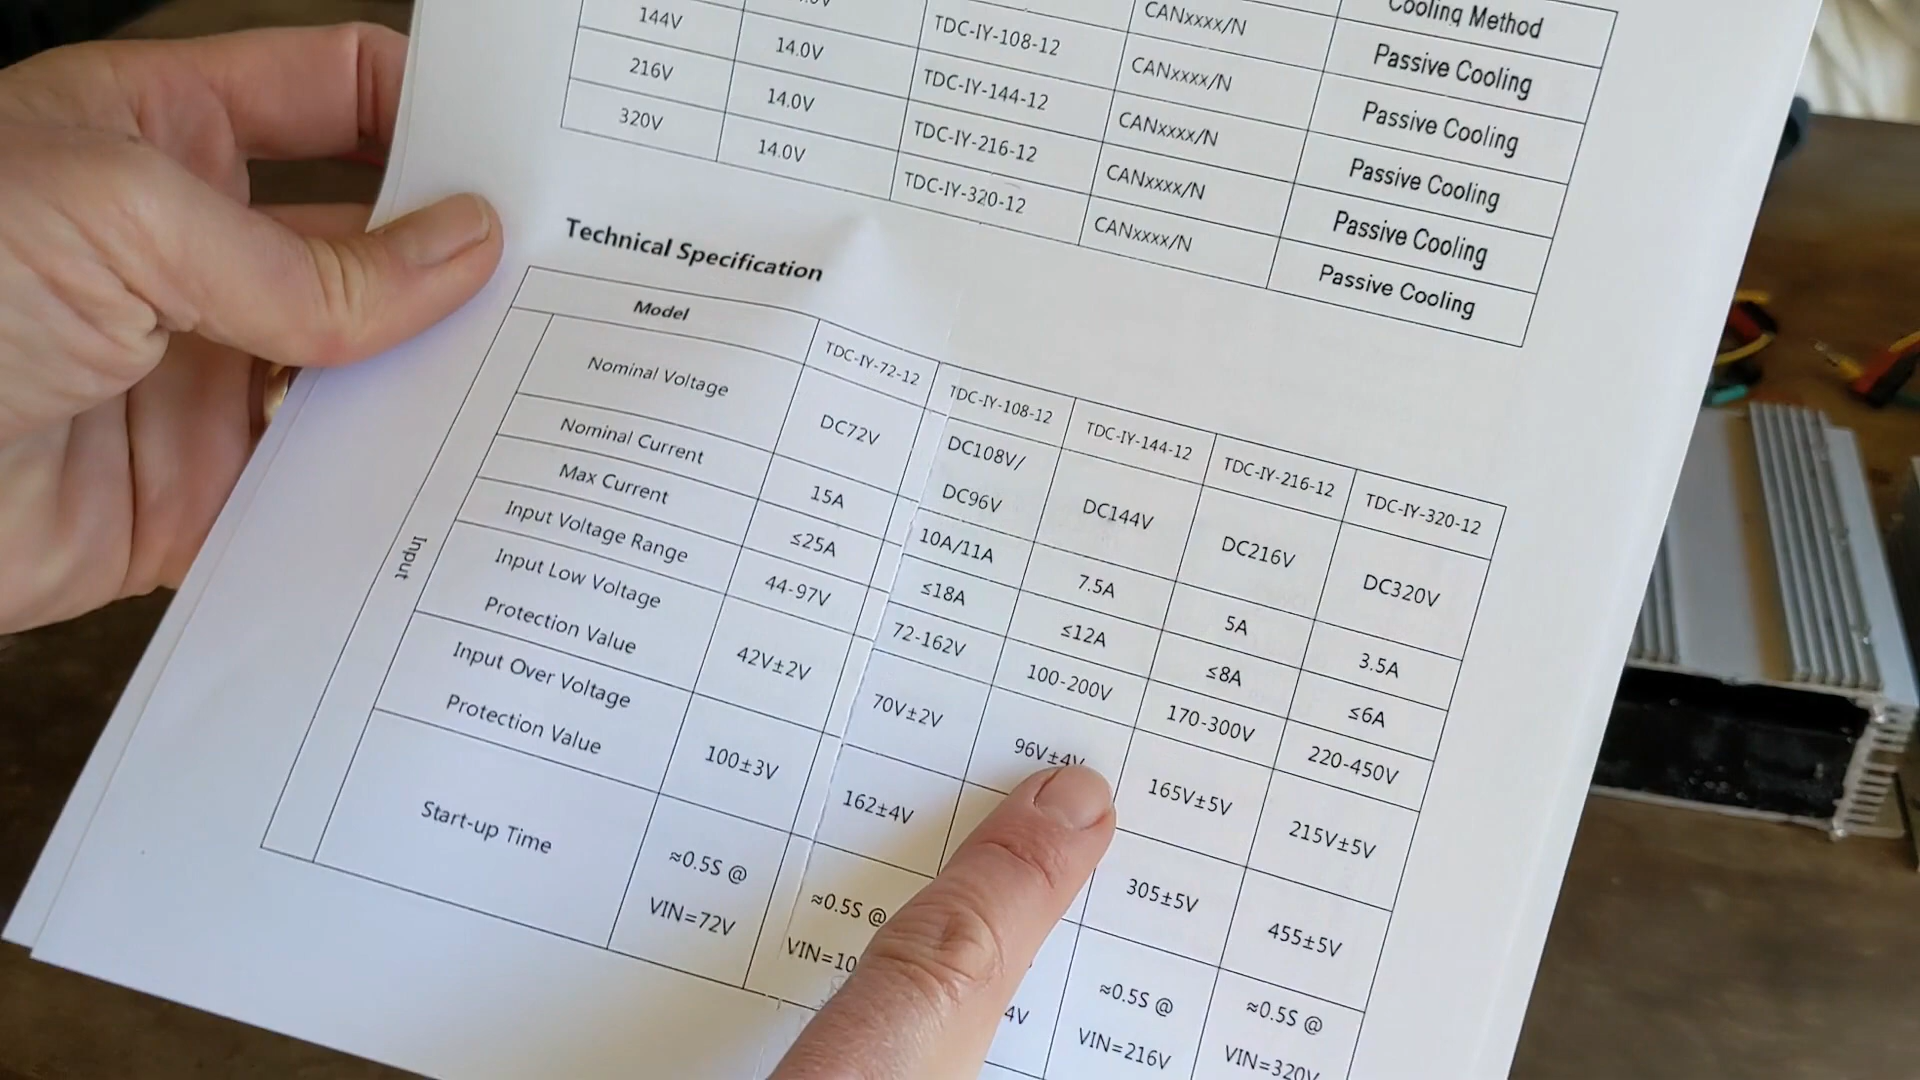 Cooling Method
144V 14.0V TDC-IY-108-12 CANxxxx/N Passive Cooling
216V 14.0V TDC-IY-144-12 CANxxxx/N Passive Cooling
320V 14.0V TDC-IY-216-12 CANxxxx/N Passive Cooling
TDC-IY-320-12 CANxxxx/N Passive Cooling
CANxxxx/N Passive Cooling
Technical Specification
Model TDC-IY-72-12 TDC-IY-108-12 TDC-IY-144-12 TDC-IY-216-12 TDC-IY-320-12
Input
Nominal Voltage DC72V DC108V/
DC96V DC144V DC216V DC320V
Nominal Current 15A 10A/11A 7.5A 5A 3.5A
Max Current ≤25A ≤18A ≤12A ≤8A ≤6A
Input Voltage Range 44-97V 72-162V 100-200V 170-300V 220-450V
Input Low Voltage
Protection Value 42V±2V 70V±2V 96V±4V 165V±5V 215V±5V
Input Over Voltage
Protection Value 100±3V 162±4V 305±5V 455±5V
Start-up Time ≈0.5S @ ≈0.5S @ ≈0.5S @ ≈0.5S @
VIN=72V VIN=10 4V VIN=216V VIN=320V